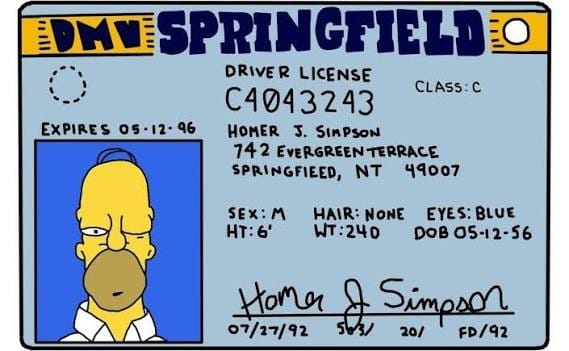 DMV SPRINGFIELD
DRIVER LICENSE
C4043243 CLASS: C
EXPIRES 05-12-96
HOMER J. SIMPSON
742 EVERGREEN TERRACE
SPRINGFIEED, NT 49007
SEX: M HAIR: NONE EYES: BLUE
HT: 6' WT: 240 DOB 05-12-56
Homer J Simpson
07/27/92 563/ 20/ FD/92